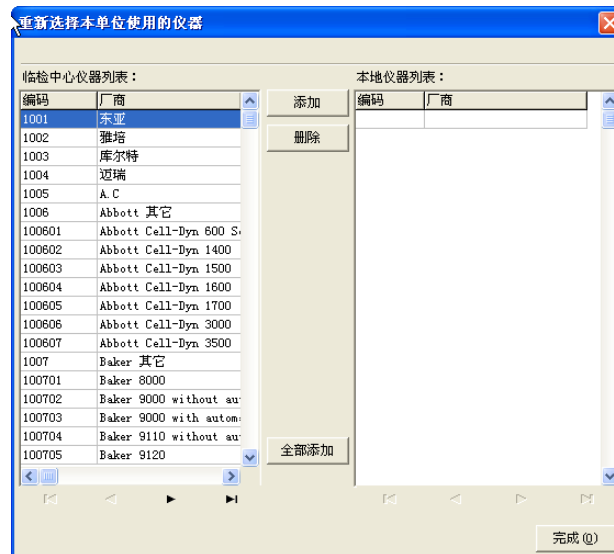 重新选择本单位使用的仪器
临检中心仪器列表：
本地仪器列表：
编码 厂商
编码 厂商
添加
删除
全部添加
1001 东亚
1002 雅培
1003 库尔特
1004 迈瑞
1005 A.C
1006 Abbott 其它
100601 Abbott Cell-Dyn 600
100602 Abbott Cell-Dyn 1400
100603 Abbott Cell-Dyn 1500
100604 Abbott Cell-Dyn 1600
100605 Abbott Cell-Dyn 1700
100606 Abbott Cell-Dyn 3000
100607 Abbott Cell-Dyn 3500
1007 Baker 其它
100701 Baker 8000
100702 Baker 9000 without au
100703 Baker 9000 with autom
100704 Baker 9110 without au
100705 Baker 9120
完成(O)